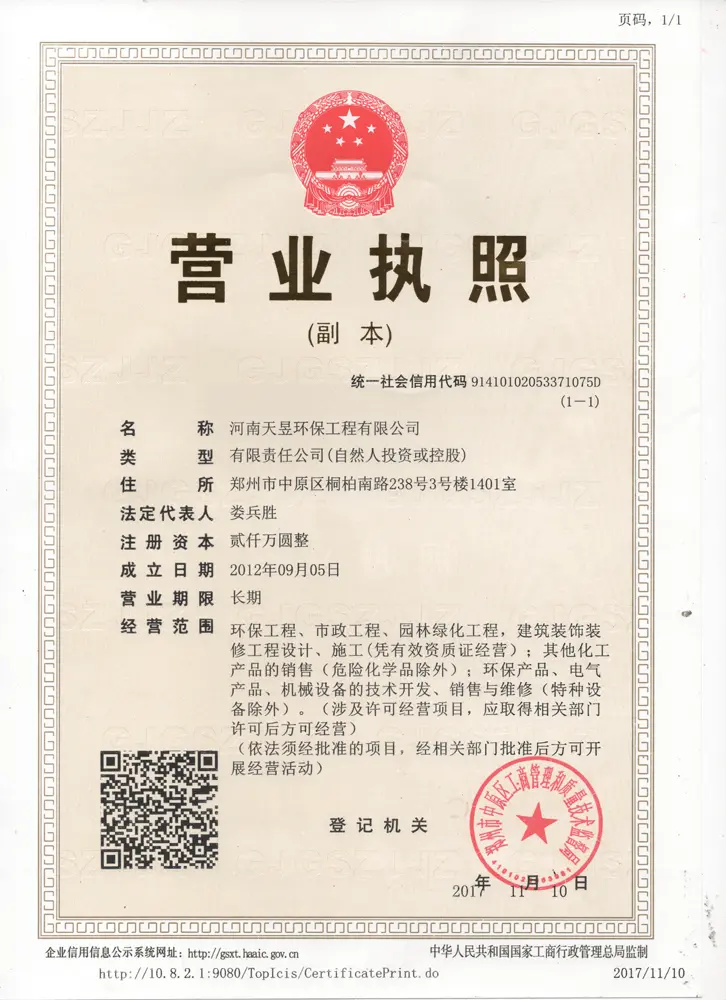 页码，1/1
营业执照
(副 本)
统一社会信用代码 91410102053371075D
(1-1)
名 称 河南天昱环保工程有限公司
类 型 有限责任公司(自然人投资或控股)
住 所 郑州市中原区桐柏南路238号3号楼1401室
法定代表人 娄兵胜
注册资本 贰仟万圆整
成立日期 2012年09月05日
营业期限 长期
经营范围 环保工程、市政工程、园林绿化工程，建筑装饰装
修工程设计、施工(凭有效资质证经营)；其他化工
产品的销售（危险化学品除外）；环保产品、电气
产品、机械设备的技术开发、销售与维修（特种设
备除外）。（涉及许可经营项目，应取得相关部门
许可后方可经营）
（依法须经批准的项目，经相关部门批准后方可开
展经营活动）
登记机关
郑州市中原区工商管理和质量技术监督局
2017年 11月 10日
企业信用信息公示系统网址：http://gsxt.haaic.gov.cn
中华人民共和国国家工商行政管理总局监制
http://10.8.2.1:9080/TopIcis/CertificatePrint.do
2017/11/10